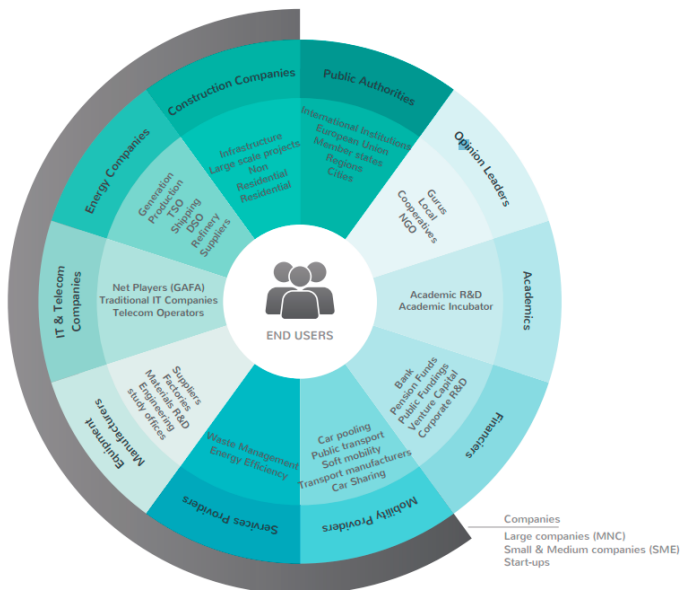 Construction Companies
Infrastructure
Large scale projects
Non
Residential
Residential
Public Authorities
International Institutions
European Union
Member states
Regions
Cities
Opinion Leaders
Gurus
Local
Cooperatives
NGO
Academics
Academic R&D
Academic Incubator
Financiers
Bank
Pension Funds
Public Fundings
Venture Capital
Corporate R&D
Mobility Providers
Car pooling
Public transport
Soft mobility
Transport manufacturers
Car Sharing
Services Providers
Waste Management
Energy Efficiency
Equipment
Manufacturers
Suppliers
Factories
Materials R&D
Engineering
study offices
IT & Telecom
Companies
Net Players (GAFA)
Traditional IT Companies
Telecom Operators
Energy Companies
Generation
Production
TSO
Shipping
DSO
Refinery
Suppliers
END USERS
Companies
Large companies (MNC)
Small & Medium companies (SME)
Start-ups